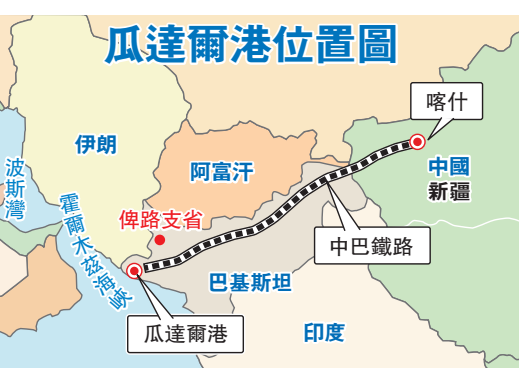 瓜達爾港位置圖
喀什
伊朗
阿富汗
中國
新疆
波斯灣
霍爾木茲海峽
俾路支省
中巴鐵路
巴基斯坦
瓜達爾港
印度